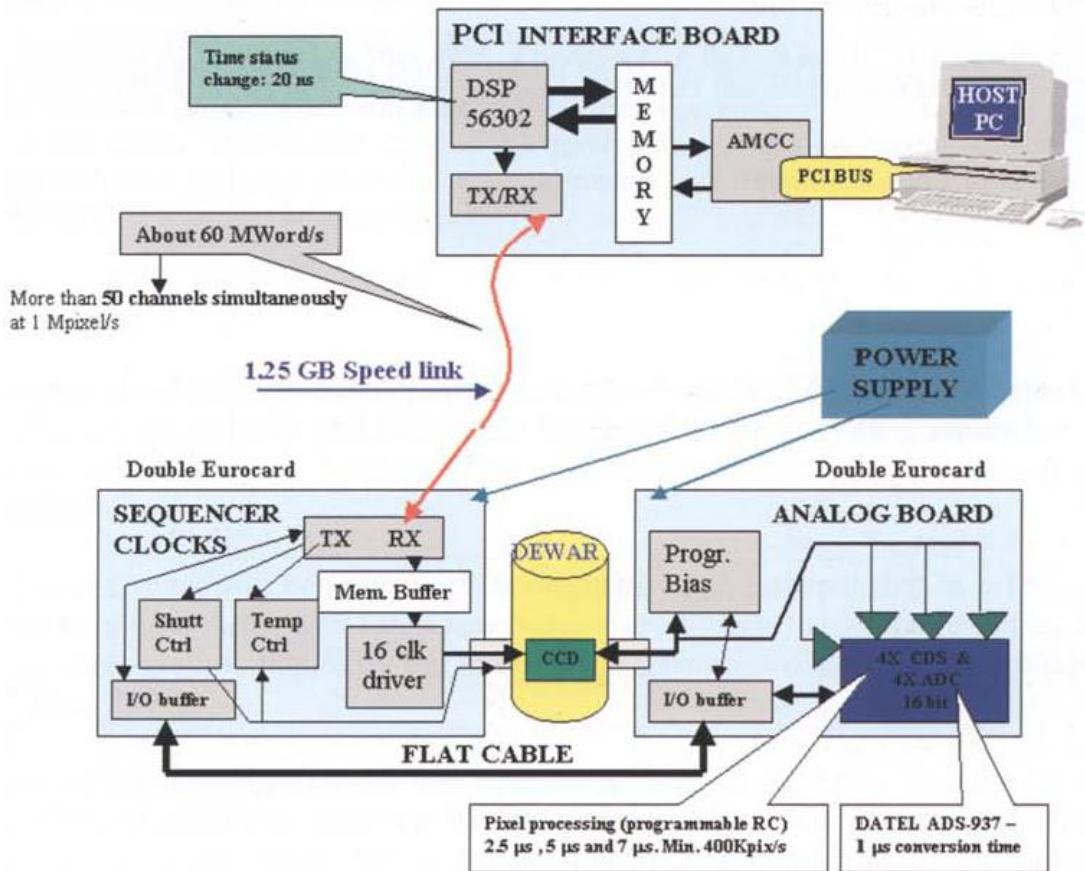 PCI INTERFACE BOARD
Time status
change: 20 ns
DSP
56302
M
E
M
O
R
Y
HOST
PC
AMCC
PCI BUS
TX/RX
About 60 MWord/s
More than 50 channels simultaneously
at 1 Mpixel/s
1.25 GB Speed link
POWER
SUPPLY
Double Eurocard
Double Eurocard
SEQUENCER
CLOCKS
TX RX
Mem. Buffer
Shutt
Ctrl
Temp
Ctrl
16 clk
driver
I/O buffer
DEWAR
CCD
ANALOG BOARD
Progr.
Bias
I/O buffer
4X CDS &
4X ADC
16 bit
FLAT CABLE
Pixel processing (programmable RC)
2.5 µs , 5 µs and 7 µs. Min. 400Kpix/s
DATEL ADS-937 –
1 µs conversion time